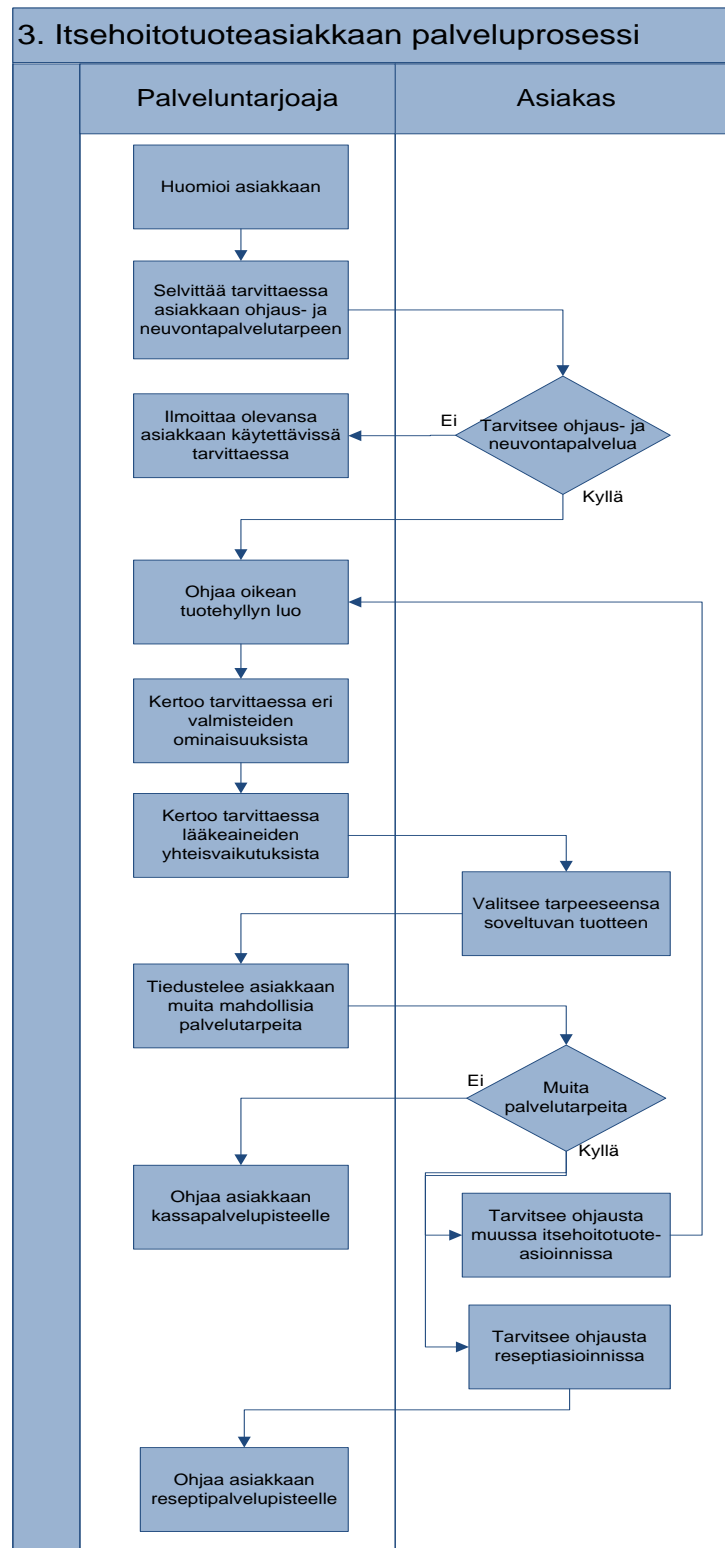 3. Itsehoitotuoteasiakkaan palveluprosessi
Palveluntarjoaja
Asiakas
Huomioi asiakkaan
Selvittää tarvittaessa
asiakkaan ohjaus- ja
neuvontapalvelutarpeen
Ilmoittaa olevansa
asiakkaan käytettävissä
tarvittaessa
Ei
Tarvitsee ohjaus- ja
neuvontapalvelua
Kyllä
Ohjaa oikean
tuotehyllyn luo
Kertoo tarvittaessa eri
valmisteiden
ominaisuuksista
Kertoo tarvittaessa
lääkeaineiden
yhteisvaikutuksista
Valitsee tarpeeseensa
soveltuvan tuotteen
Tiedustelee asiakkaan
muita mahdollisia
palvelutarpeita
Ei
Muita
palvelutarpeita
Kyllä
Ohjaa asiakkaan
kassapalvelupisteelle
Tarvitsee ohjausta
muussa itsehoitotuote-
asioinnissa
Tarvitsee ohjausta
reseptiasioinnissa
Ohjaa asiakkaan
reseptipalvelupisteelle